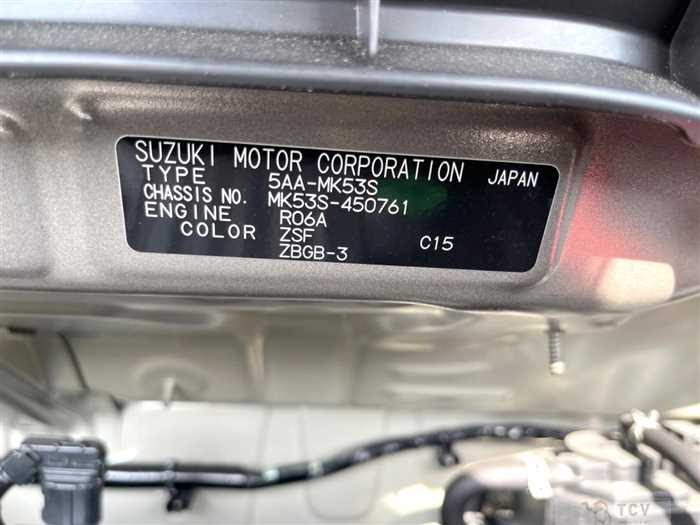 SUZUKI MOTOR CORPORATION JAPAN
TYPE 5AA-MK53S
CHASSIS NO. MK53S-450761
ENGINE R06A
COLOR ZSF C15
ZBGB-3
TCV